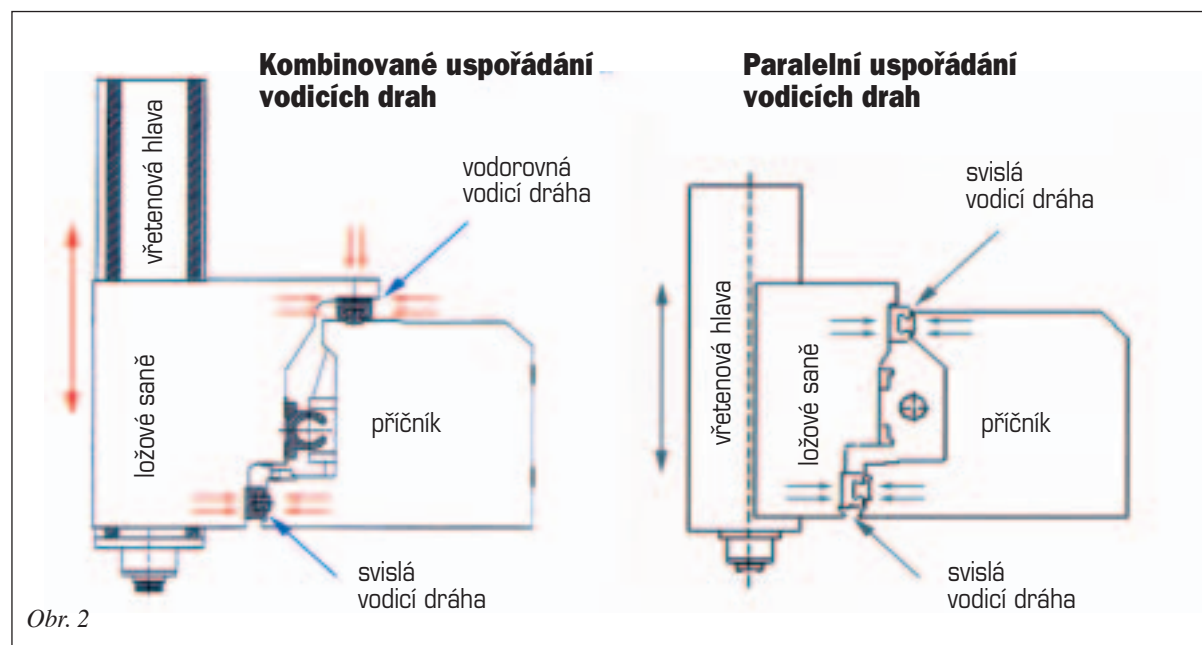 Kombinované uspořádání
vodicích drah
vřetenová hlava
vodorovná
vodicí dráha
ložové saně
příčník
svislá
vodicí dráha
Paralelní uspořádání
vodicích drah
svislá
vodicí dráha
vřetenová hlava
ložové saně
příčník
svislá
vodicí dráha
Obr. 2